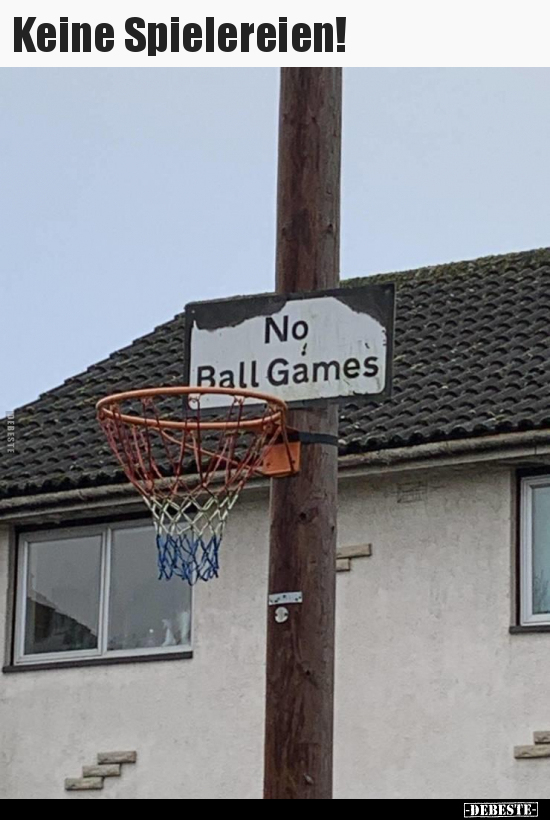 Keine Spielereien!
No
Ball Games
DEBESTE
-DEBESTE-